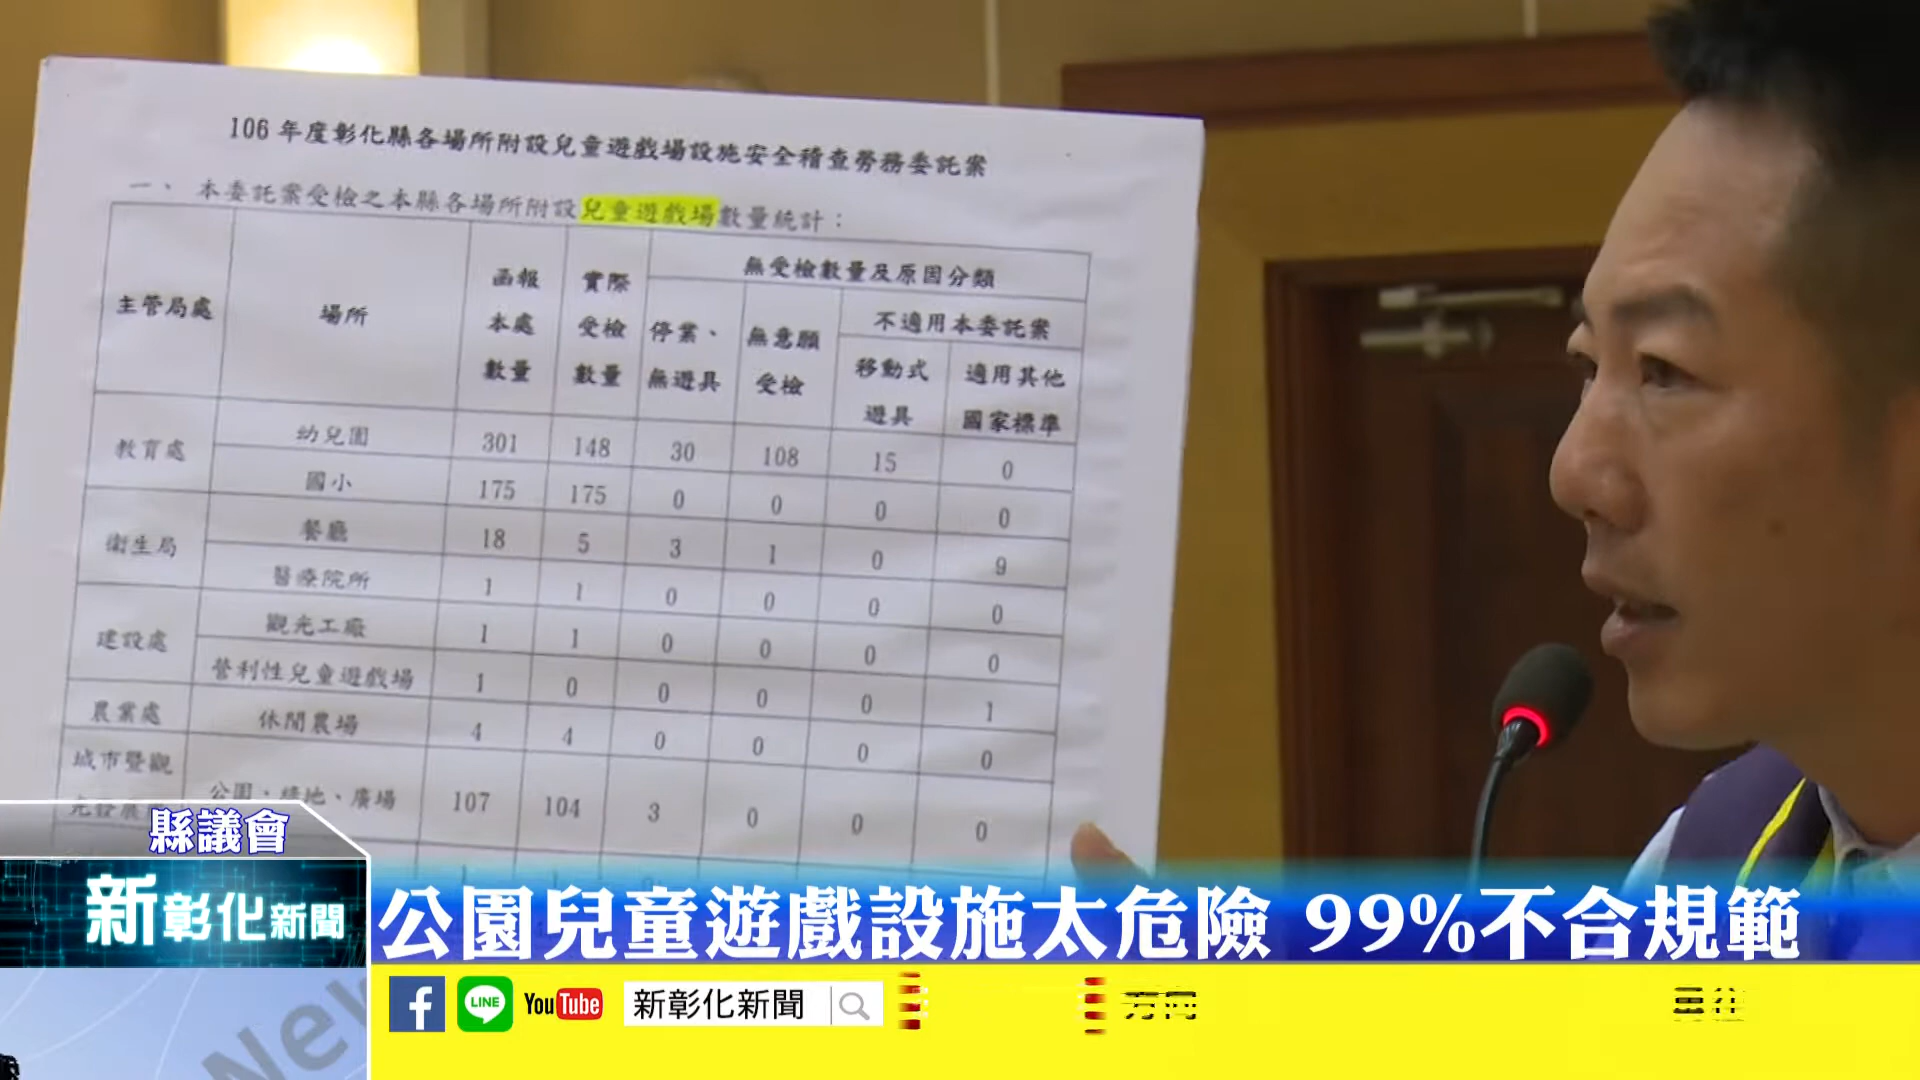 106年度彰化縣各場所附設兒童遊戲場設施安全稽查勞務委託案
一、本委託案受檢之本縣各場所附設兒童遊戲場數量統計：
主管局處 場所 函報本處數量 實際受檢數量 無受檢數量及原因分類
停業、無遊具 無意願受檢 不適用本委託案
移動式遊具 適用其他國家標準
教育處 幼兒園 301 148 30 108 15 0
國小 175 175 0 0 0 0
衛生局 餐廳 18 5 3 1 0 9
醫療院所 1 1 0 0 0 0
建設處 觀光工廠 1 1 0 0 0 0
營利性兒童遊戲場 1 0 0 0 0 1
農業處 休閒農場 4 4 0 0 0 0
城市暨觀光發展 公園、綠地、廣場 107 104 3 0 0 0
縣議會
新彰化新聞
公園兒童遊戲設施太危險 99%不合規範
LINE YouTube 新彰化新聞